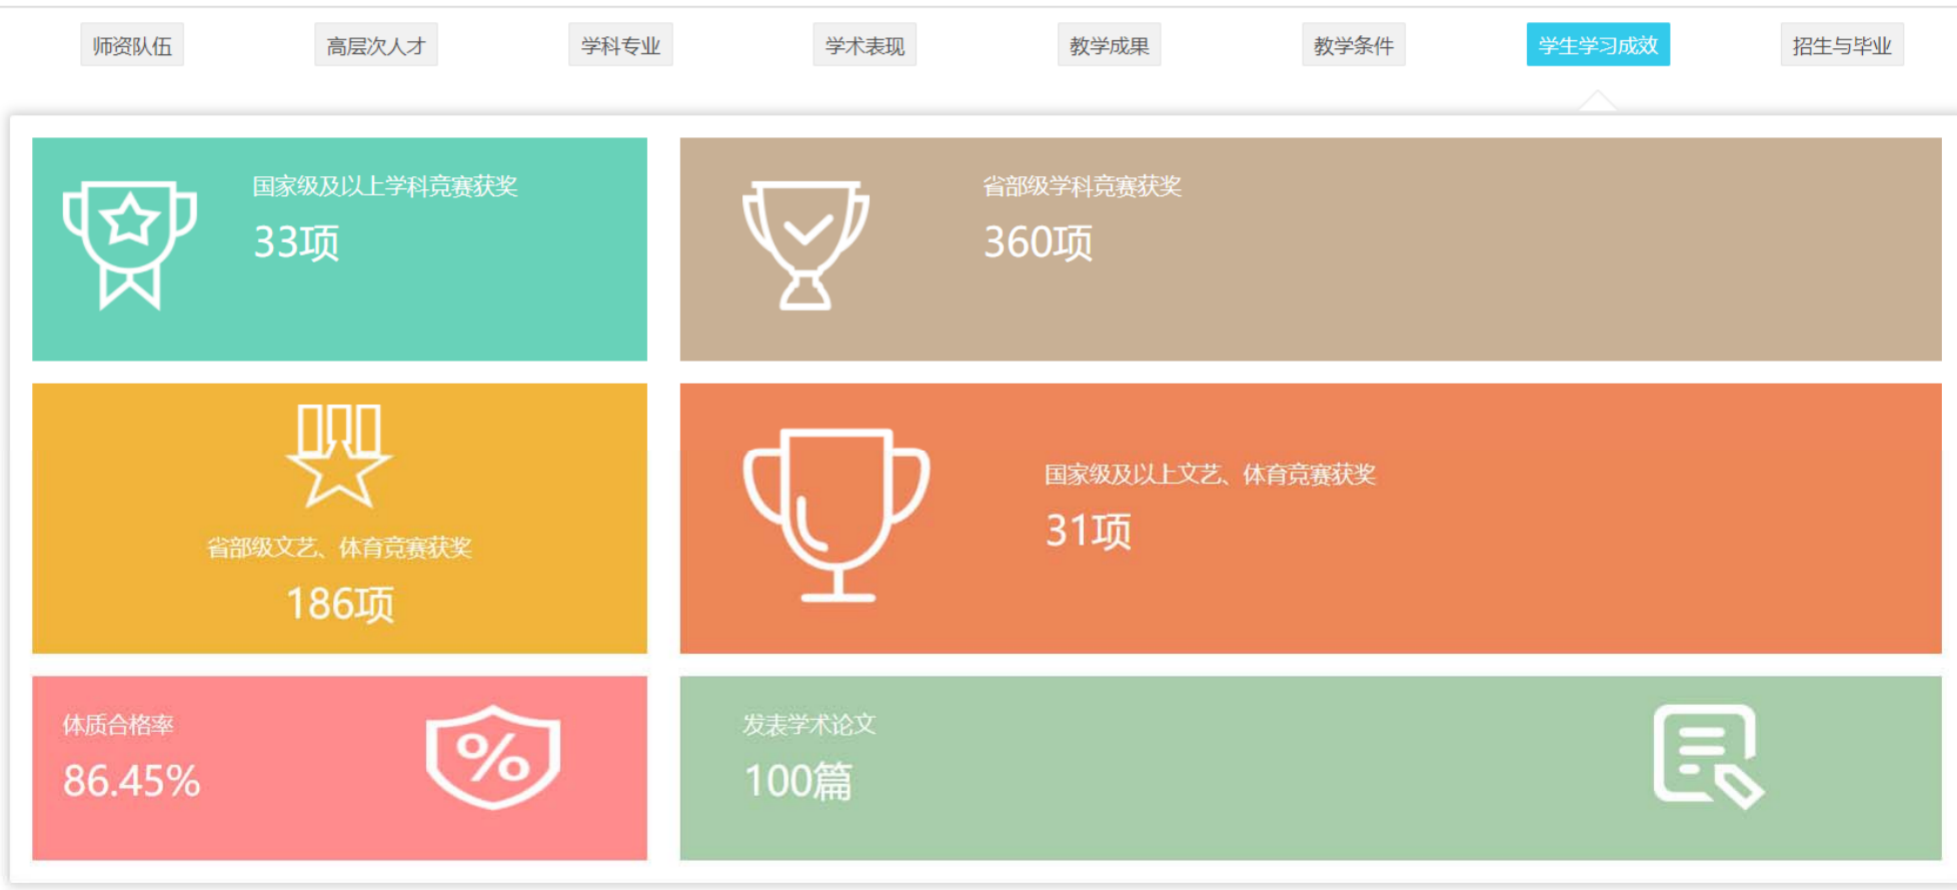 师资队伍
高层次人才
学科专业
学术表现
教学成果
教学条件
学生学习成效
招生与毕业
国家级及以上学科竞赛获奖
33项
省部级学科竞赛获奖
360项
省部级文艺、体育竞赛获奖
186项
国家级及以上文艺、体育竞赛获奖
31项
体质合格率
86.45%
%
发表学术论文
100篇